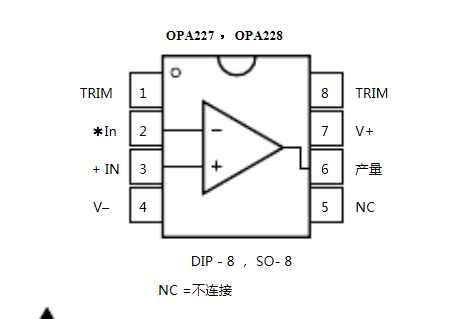 OPA227 , OPA228
TRIM 1 8 TRIM
✱In 2 − 7 V+
+ IN 3 + 6 产量
V– 4 5 NC
DIP - 8 , SO- 8
NC =不连接